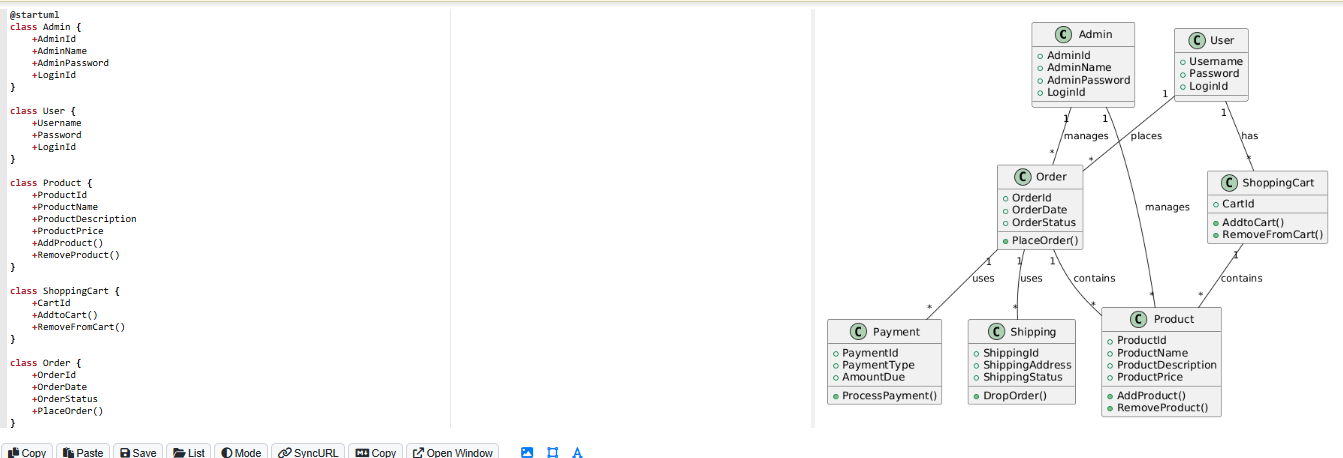 @startuml
class Admin {
+AdminId
+AdminName
+AdminPassword
+LoginId
}
class User {
+Username
+Password
+LoginId
}
class Product {
+ProductId
+ProductName
+ProductDescription
+ProductPrice
+AddProduct()
+RemoveProduct()
}
class ShoppingCart {
+CartId
+AddtoCart()
+RemoveFromCart()
}
class Order {
+OrderId
+OrderDate
+OrderStatus
+PlaceOrder()
}
C Admin
AdminId
AdminName
AdminPassword
LoginId
C User
Username
Password
LoginId
1 1 1 1
manages places has
* * *
C Order
OrderId
OrderDate
OrderStatus
PlaceOrder()
manages
C ShoppingCart
CartId
AddtoCart()
RemoveFromCart()
1 1 1 1
uses uses contains contains
* * * * *
C Payment
PaymentId
PaymentType
AmountDue
ProcessPayment()
C Shipping
ShippingId
ShippingAddress
ShippingStatus
DropOrder()
C Product
ProductId
ProductName
ProductDescription
ProductPrice
AddProduct()
RemoveProduct()
Copy Paste Save List Mode SyncURL Copy Open Window A